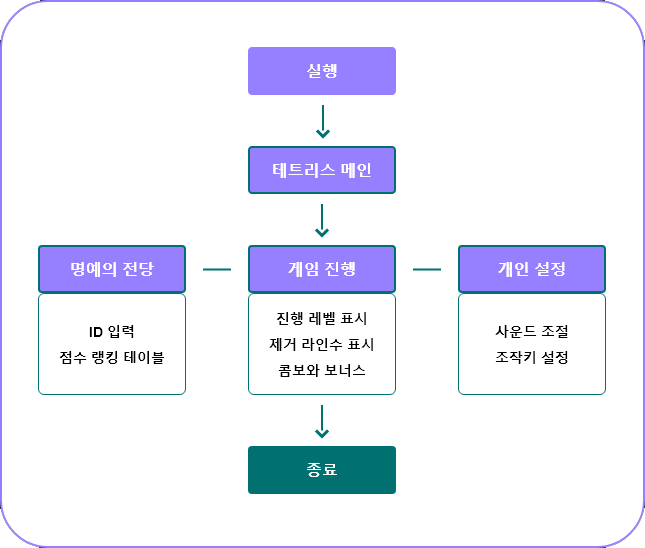 실행
테트리스 메인
명예의 전당
ID 입력
점수 랭킹 테이블
게임 진행
진행 레벨 표시
제거 라인수 표시
콤보와 보너스
개인 설정
사운드 조절
조작키 설정
종료